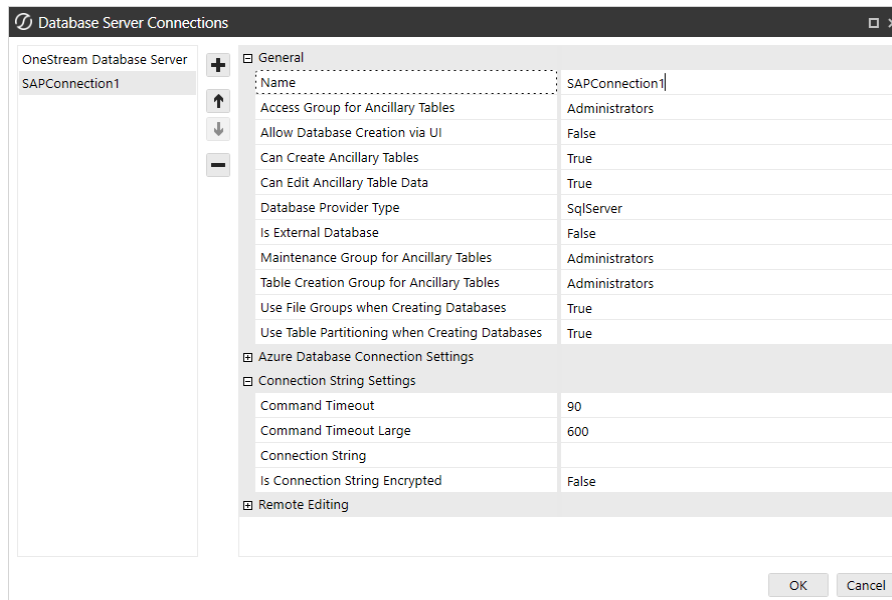 Database Server Connections
OneStream Database Server
SAPConnection1
General
Name SAPConnection1
Access Group for Ancillary Tables Administrators
Allow Database Creation via UI False
Can Create Ancillary Tables True
Can Edit Ancillary Table Data True
Database Provider Type SqlServer
Is External Database False
Maintenance Group for Ancillary Tables Administrators
Table Creation Group for Ancillary Tables Administrators
Use File Groups when Creating Databases True
Use Table Partitioning when Creating Databases True
Azure Database Connection Settings
Connection String Settings
Command Timeout 90
Command Timeout Large 600
Connection String
Is Connection String Encrypted False
Remote Editing
OK Cancel